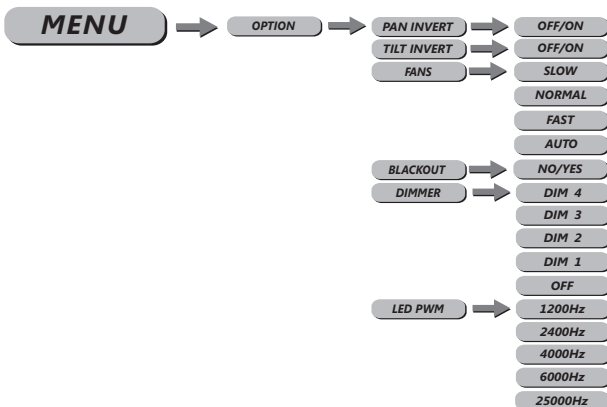 MENU OPTION PAN INVERT OFF/ON
TILT INVERT OFF/ON
FANS SLOW
NORMAL
FAST
AUTO
BLACKOUT NO/YES
DIMMER DIM 4
DIM 3
DIM 2
DIM 1
OFF
LED PWM 1200Hz
2400Hz
4000Hz
6000Hz
25000Hz